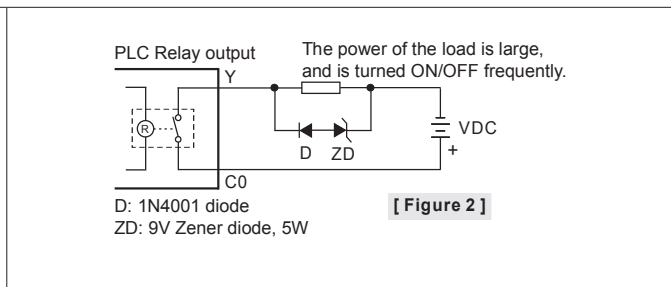 PLC Relay output
The power of the load is large,
and is turned ON/OFF frequently.
Y
R
D ZD
VDC
+
C0
D: 1N4001 diode
ZD: 9V Zener diode, 5W
[ Figure 2 ]